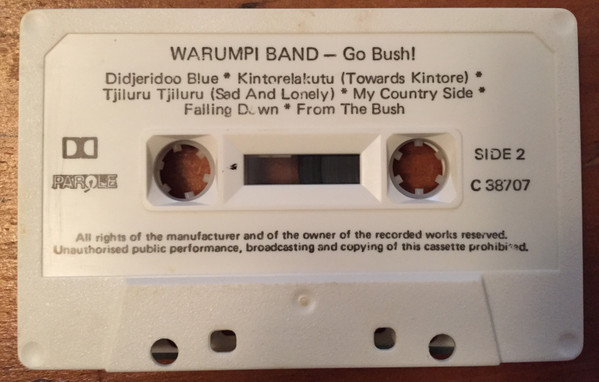 WARUMPI BAND – Go Bush!
Didjeridoo Blue * Kintorelakutu (Towards Kintore) *
Tjiluru Tjiluru (Sad And Lonely) * My Country Side *
Falling Down * From The Bush
SIDE 2
PAROLE
C 38707
All rights of the manufacturer and of the owner of the recorded works reserved.
Unauthorised public performance, broadcasting and copying of this cassette prohibited.